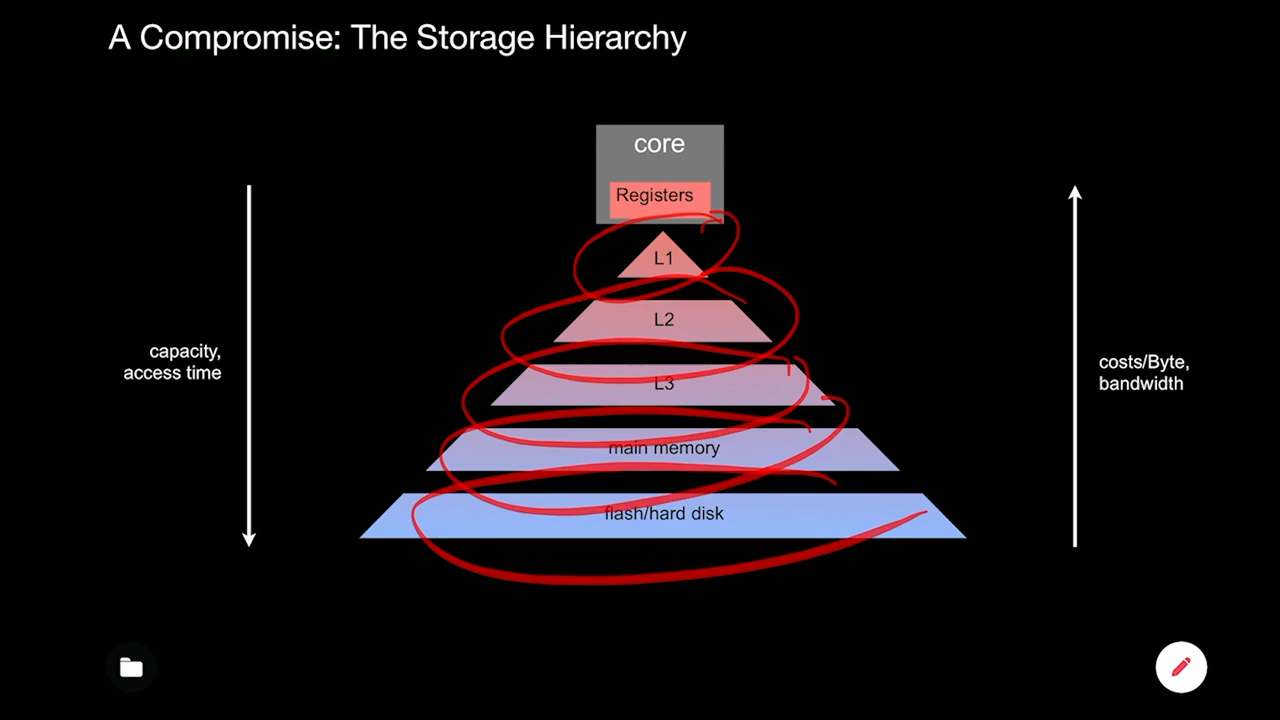 A Compromise: The Storage Hierarchy
core
Registers
L1
L2
L3
main memory
flash/hard disk
capacity,
access time
costs/Byte,
bandwidth